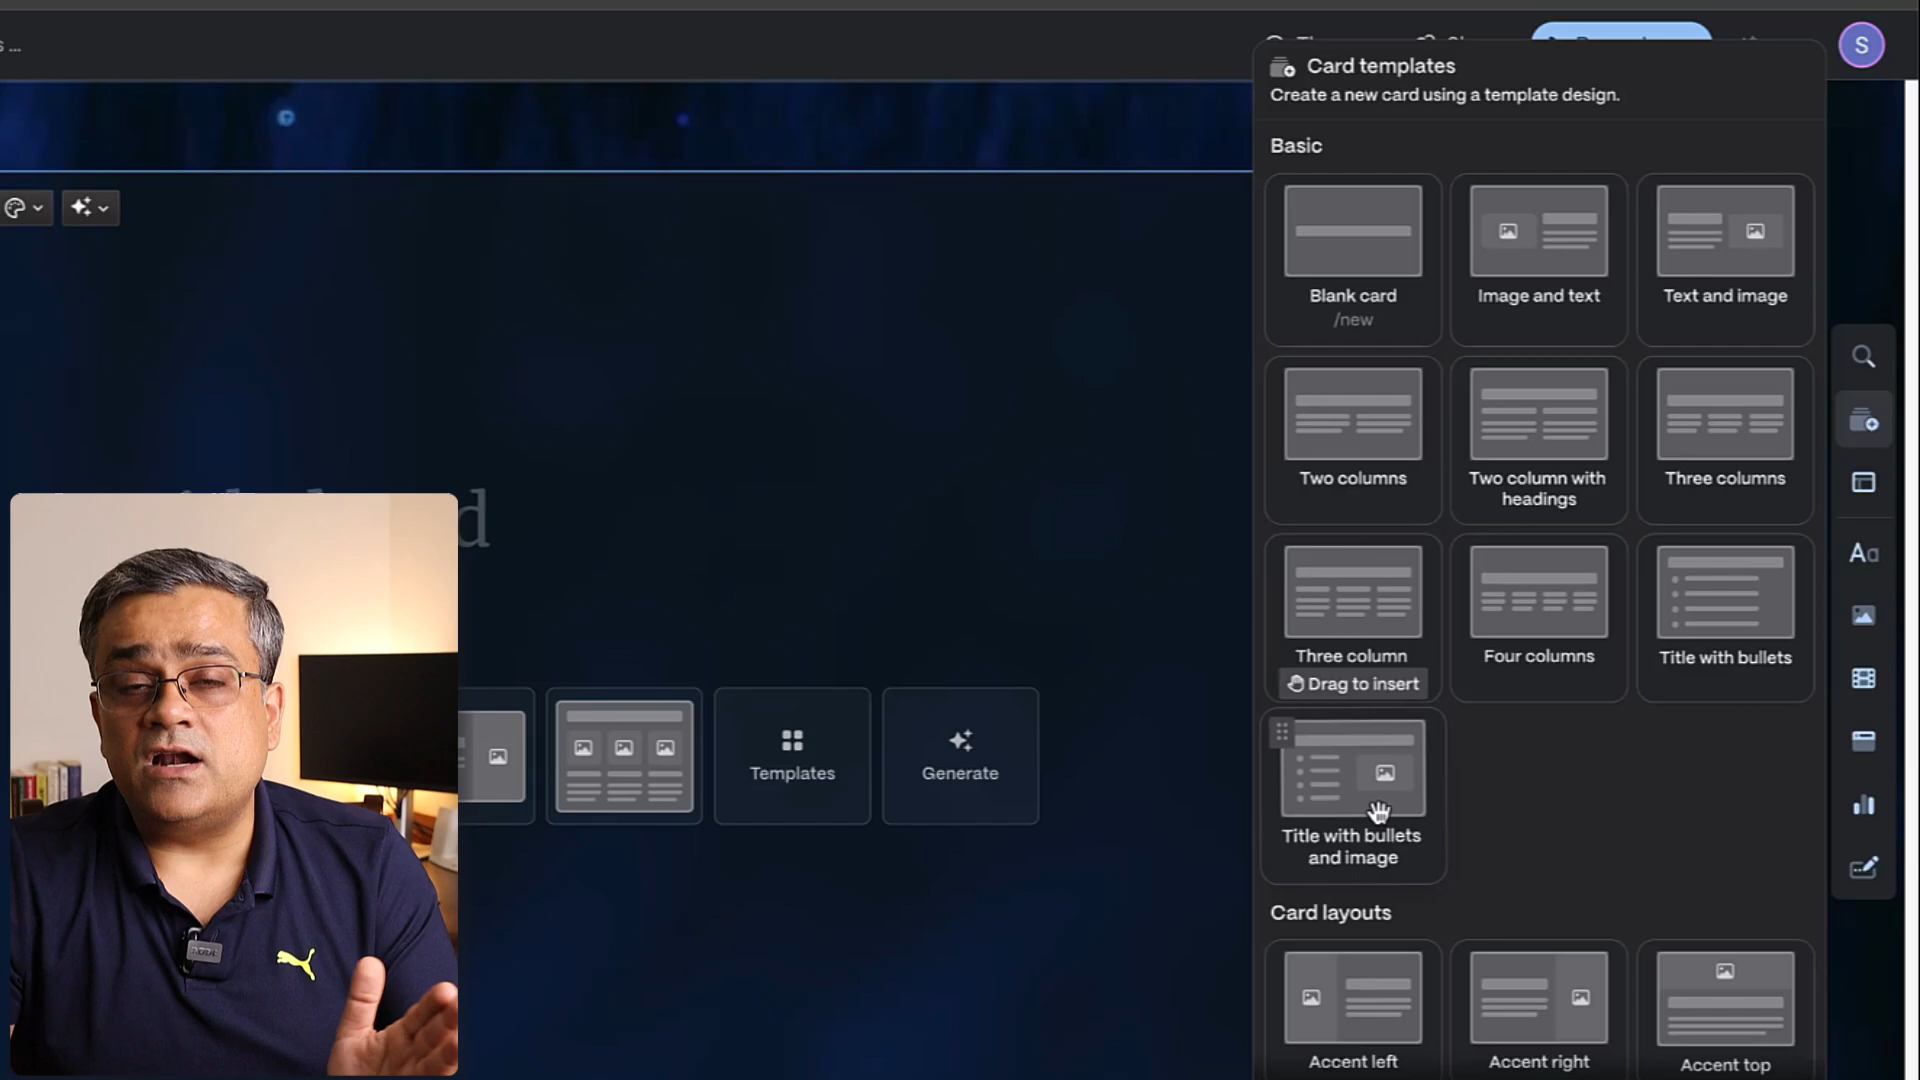 s ...
S
Card templates
Create a new card using a template design.
Basic
Blank card
/new
Image and text
Text and image
Two columns
Two column with
headings
Three columns
Aa
Three column
Drag to insert
Four columns
Title with bullets
Templates
Generate
Title with bullets
and image
Card layouts
Accent left
Accent right
Accent top